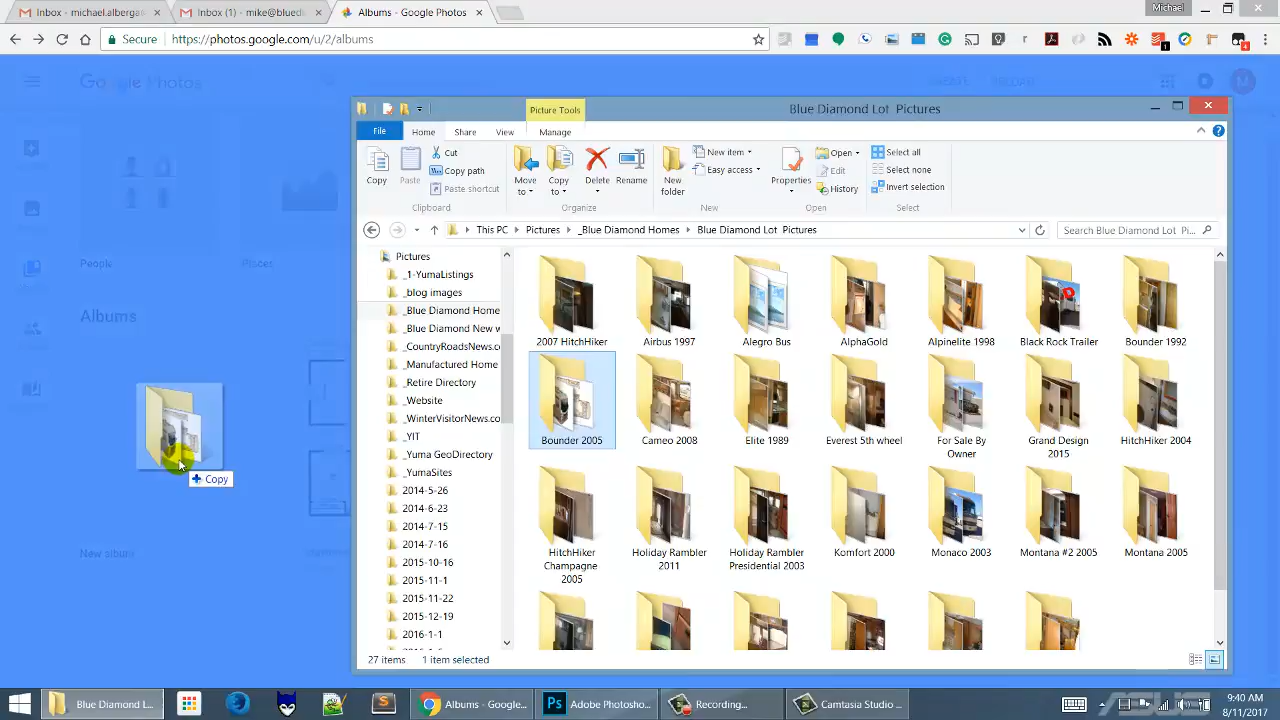 Inbox - michael.alberga
Inbox (1) - mike@bluedi
Albums - Google Photos
Michael
Secure
https://photos.google.com/u/2/albums
Google Photos
CREATE
UPLOAD
Picture Tools
Blue Diamond Lot Pictures
File
Home
Share
View
Manage
Copy
Paste
Cut
Copy path
Paste shortcut
Move to
Copy to
Delete
Rename
New folder
New item
Easy access
Properties
Open
Edit
History
Select all
Select none
Invert selection
Clipboard
Organize
New
Open
Select
This PC
Pictures
_Blue Diamond Homes
Blue Diamond Lot Pictures
Search Blue Diamond Lot Pi...
People
Places
Albums
New album
Copy
Pictures
_1-YumaListings
_blog images
_Blue Diamond Home
_Blue Diamond New w
_CountryRoadsNews.c
_Manufactured Home
_Retire Directory
_Website
_WinterVisitorNews.co
_YIT
_Yuma GeoDirectory
_YumaSites
2014-5-26
2014-6-23
2014-7-15
2014-7-16
2015-10-16
2015-11-1
2015-11-22
2015-12-19
2016-1-1
2007 HitchHiker
Airbus 1997
Alegro Bus
AlphaGold
Alpinelite 1998
Black Rock Trailer
Bounder 1992
Bounder 2005
Cameo 2008
Elite 1989
Everest 5th wheel
For Sale By
Owner
Grand Design
2015
HitchHiker 2004
HitchHiker
Champagne
2005
Holiday Rambler
2011
Holiday Rambler
Presidential 2003
Komfort 2000
Monaco 2003
Montana #2 2005
Montana 2005
27 items
1 item selected
Blue Diamond L...
Albums - Google...
Ps
Adobe Photosho...
Recording...
Camtasia Studio ...
9:40 AM
8/11/2017